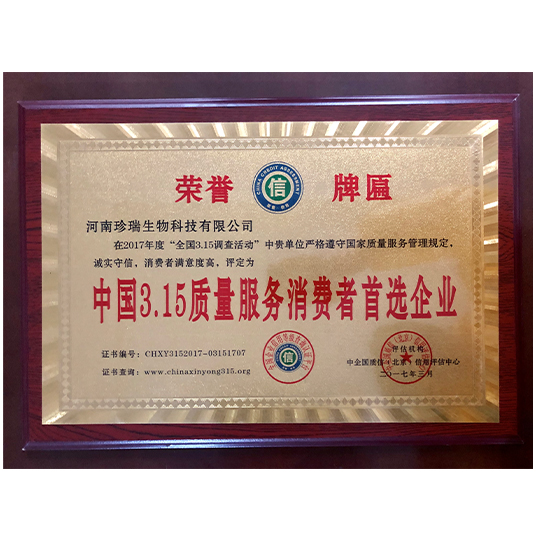 荣誉 牌匾
CHINA CREDIT ASSESSMENT
信
河南珍瑞生物科技有限公司
在2017年度“全国3.15调查活动”中贵单位严格遵守国家质量服务管理规定,
诚实守信、消费者满意度高，评定为
中国3.15质量服务消费者首选企业
证书编号：CHXY3152017-03151707
证书查询：www.chinaxinyong315.org
信
评估机构
中企国质信（北京）信用评估中心
二〇一七年三月